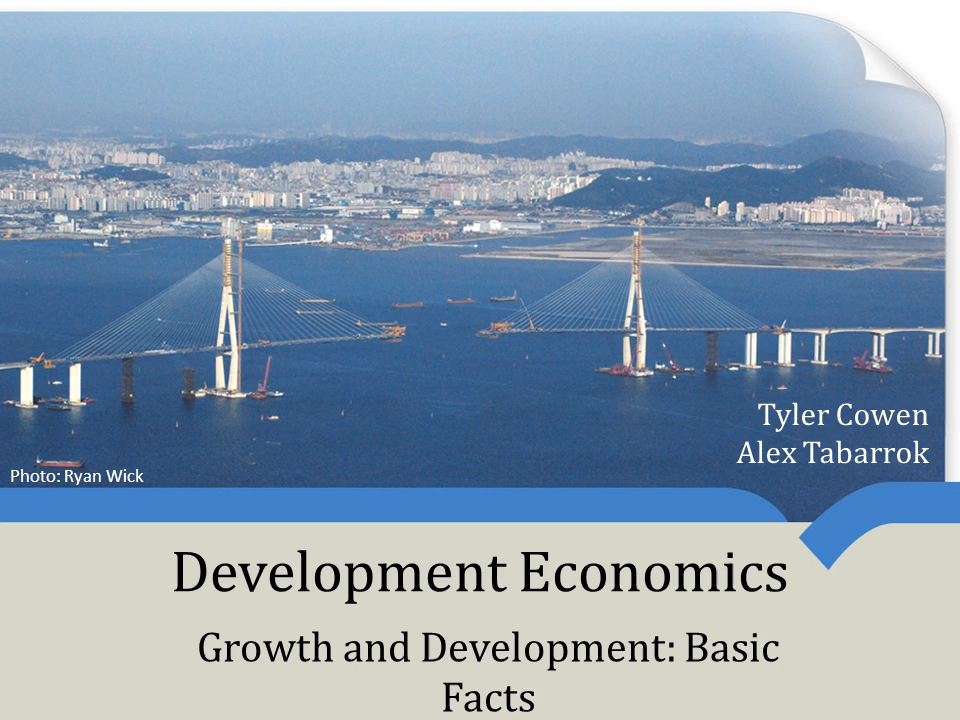 Tyler Cowen
Alex Tabarrok
Photo: Ryan Wick
Development Economics
Growth and Development: Basic
Facts